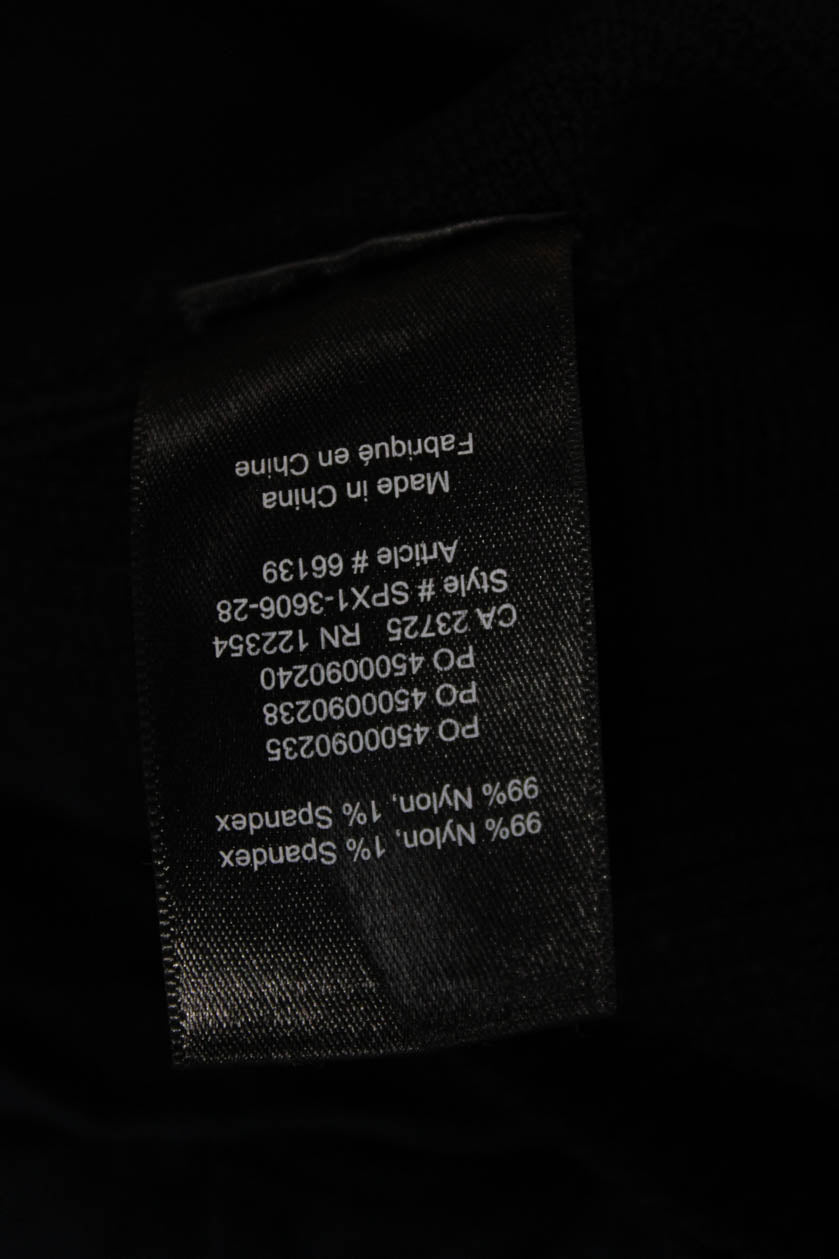 99% Nylon, 1% Spandex
99% Nylon, 1% Spandex
PO 4500090235
PO 4500090238
PO 4500090240
CA 23725 RN 122354
Style # SPX1-3606-28
Article # 66139
Made in China
Fabriqué en Chine